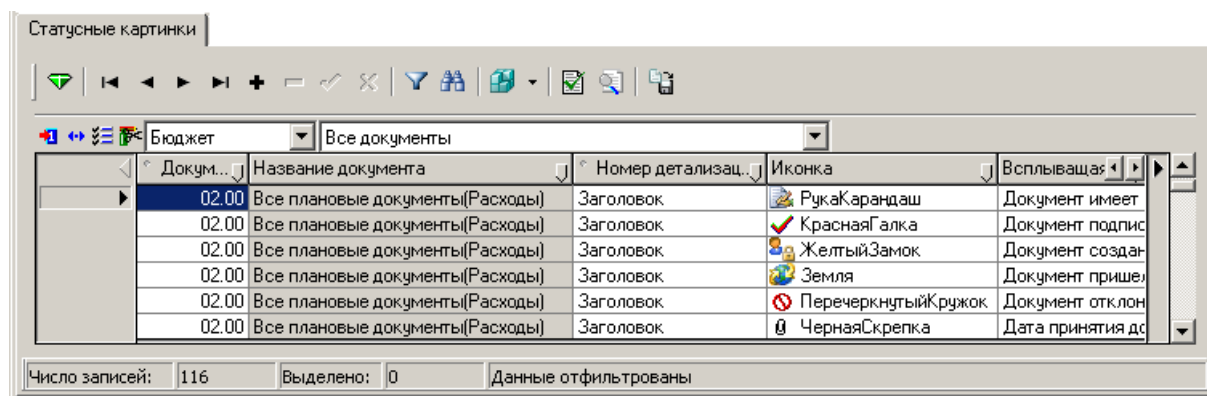 Статусные картинки
Бюджет Все документы
Докум... Название документа Номер детализац... Иконка Всплыващая
02.00 Все плановые документы(Расходы) Заголовок РукаКарандаш Документ имеет
02.00 Все плановые документы(Расходы) Заголовок КраснаяГалка Документ подпис
02.00 Все плановые документы(Расходы) Заголовок ЖелтыйЗамок Документ создан
02.00 Все плановые документы(Расходы) Заголовок Земля Документ пришел
02.00 Все плановые документы(Расходы) Заголовок ПеречеркнутыйКружок Документ отклон
02.00 Все плановые документы(Расходы) Заголовок ЧернаяСкрепка Дата принятия до
Число записей: 116 Выделено: 0 Данные отфильтрованы